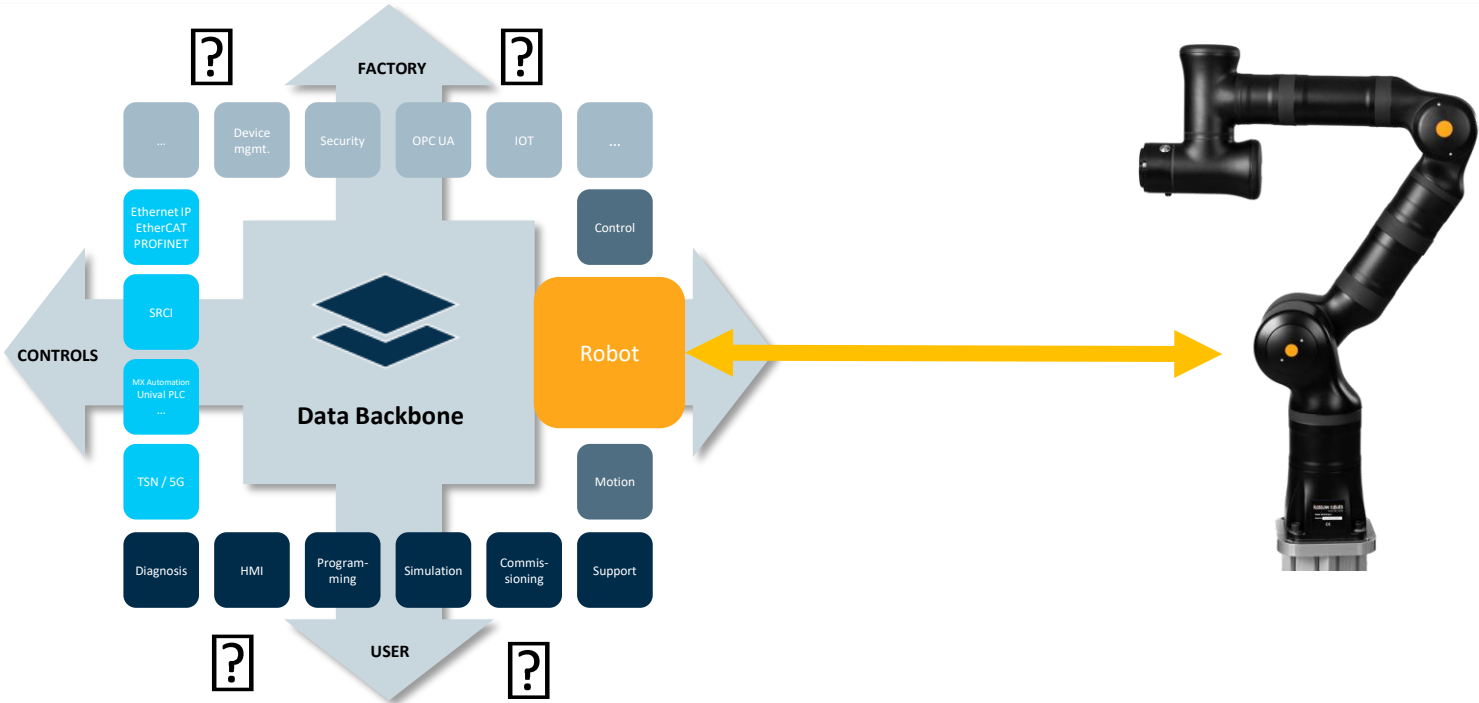 FACTORY
...
Device
mgmt.
Security
OPC UA
IOT
...
Ethernet IP
EtherCAT
PROFINET
Control
SRCI
Robot
CONTROLS
MX Automation
Unival PLC
...
Data Backbone
TSN / 5G
Motion
Diagnosis
HMI
Program-
ming
Simulation
Commis-
sioning
Support
USER